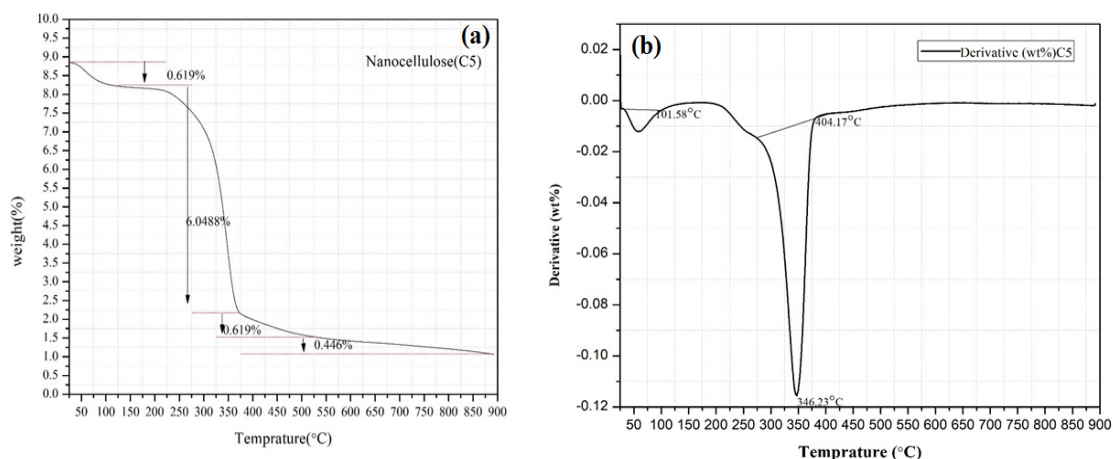 (a)
Nanocellulose(C5)
0.619%
6.0488%
0.619%
0.446%
weight(%)
10.0
9.5
9.0
8.5
8.0
7.5
7.0
6.5
6.0
5.5
5.0
4.5
4.0
3.5
3.0
2.5
2.0
1.5
1.0
0.5
0.0
50 100 150 200 250 300 350 400 450 500 550 600 650 700 750 800 850 900
Temprature(°C)
(b)
Derivative (wt%)C5
101.58°C
404.17°C
346.23°C
Derivative (wt%)
0.02
0.00
-0.02
-0.04
-0.06
-0.08
-0.10
-0.12
50 100 150 200 250 300 350 400 450 500 550 600 650 700 750 800 850 900
Temprature (°C)